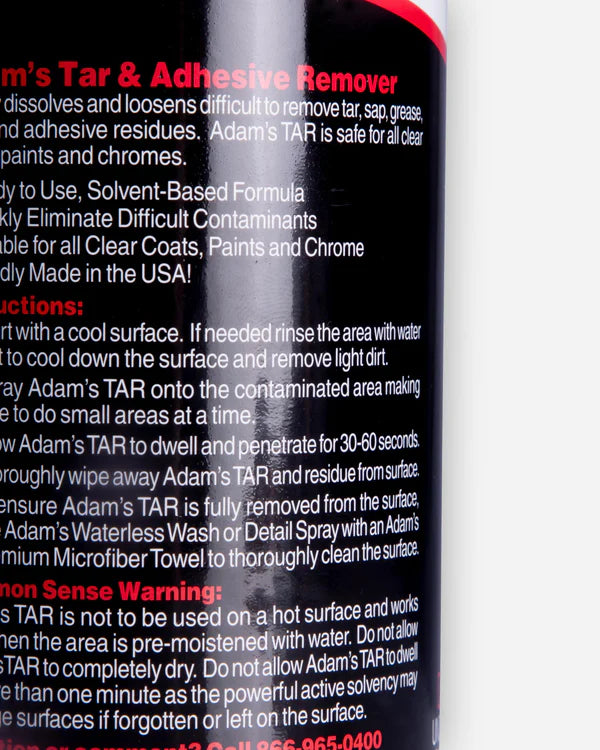 m's Tar & Adhesive Remover
dissolves and loosens difficult to remove tar, sap, grease,
nd adhesive residues. Adam's TAR is safe for all clear
paints and chromes.
dy to Use, Solvent-Based Formula
kly Eliminate Difficult Contaminants
able for all Clear Coats, Paints and Chrome
dly Made in the USA!
uctions:
rt with a cool surface. If needed rinse the area with water
t to cool down the surface and remove light dirt.
ray Adam's TAR onto the contaminated area making
e to do small areas at a time.
ow Adam's TAR to dwell and penetrate for 30-60 seconds.
oroughly wipe away Adam's TAR and residue from surface.
ensure Adam's TAR is fully removed from the surface,
e Adam's Waterless Wash or Detail Spray with an Adam's
mium Microfiber Towel to thoroughly clean the surface.
mon Sense Warning:
s TAR is not to be used on a hot surface and works
hen the area is pre-moistened with water. Do not allow
s TAR to completely dry. Do not allow Adam's TAR to dwell
re than one minute as the powerful active solvency may
ge surfaces if forgotten or left on the surface.
tion or comment? Call 866-965-0400